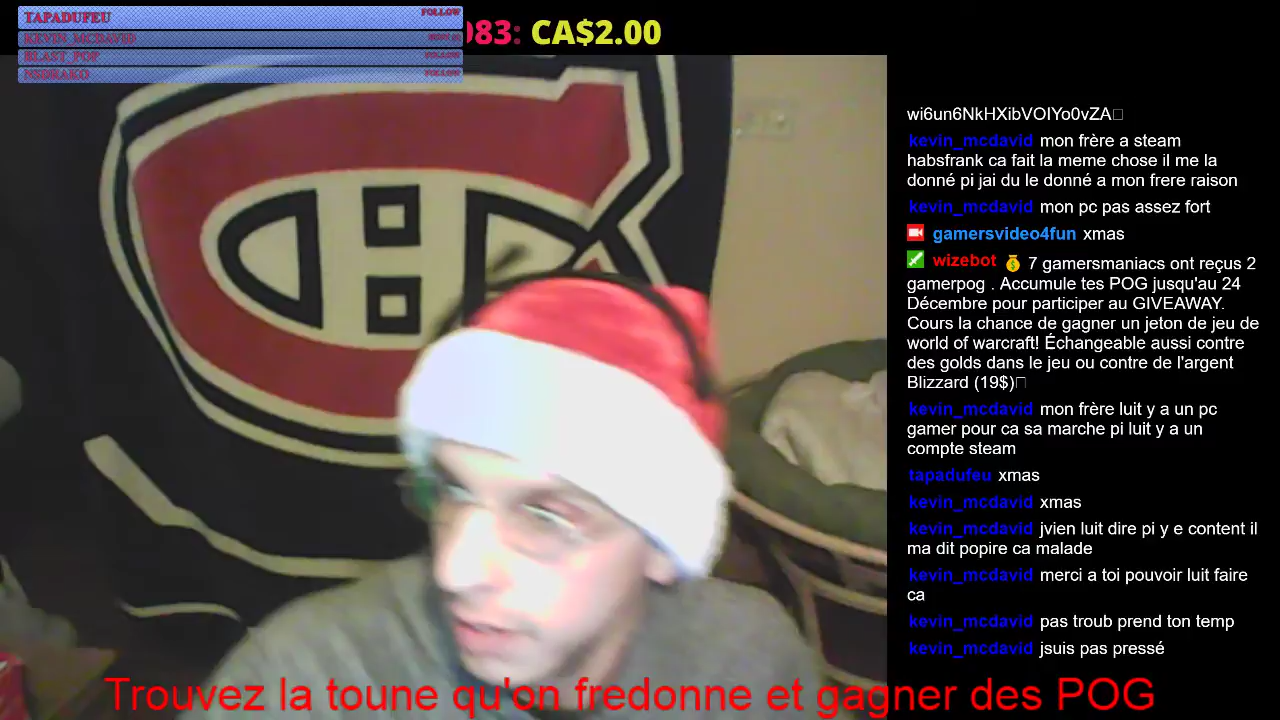 TAPADUFEU FOLLOW
KEVIN_MCDAVID
BLAST_POP FOLLOW
NSDRAKO FOLLOW
083: CA$2.00
wi6un6NkHXibVOIYo0vZA
kevin_mcdavid mon frère a steam
habsfrank ca fait la meme chose il me la
donné pi jai du le donné a mon frere raison
kevin_mcdavid mon pc pas assez fort
gamersvideo4fun xmas
wizebot 7 gamersmaniacs ont reçus 2
gamerpog . Accumule tes POG jusqu'au 24
Décembre pour participer au GIVEAWAY.
Cours la chance de gagner un jeton de jeu de
world of warcraft! Échangeable aussi contre
des golds dans le jeu ou contre de l'argent
Blizzard (19$)
kevin_mcdavid mon frère luit y a un pc
gamer pour ca sa marche pi luit y a un
compte steam
tapadufeu xmas
kevin_mcdavid xmas
kevin_mcdavid jvien luit dire pi y e content il
ma dit popire ca malade
kevin_mcdavid merci a toi pouvoir luit faire
ca
kevin_mcdavid pas troub prend ton temp
kevin_mcdavid jsuis pas pressé
Trouvez la toune qu'on fredonne et gagner des POG